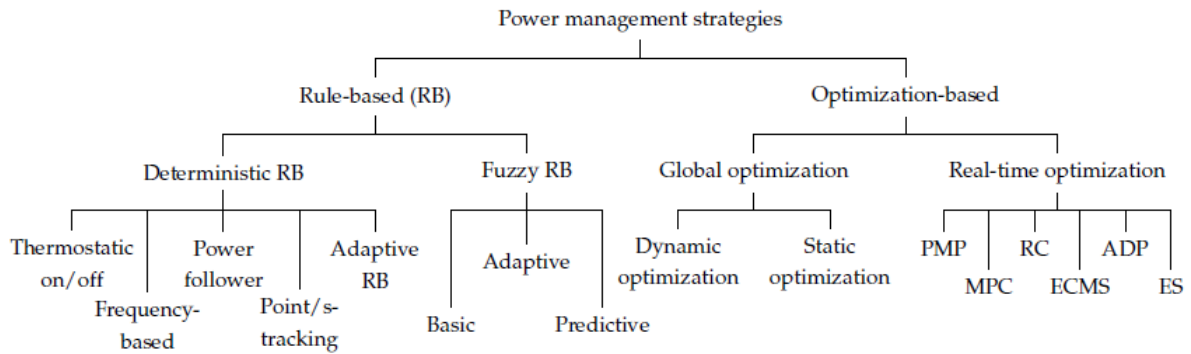 Power management strategies
Rule-based (RB)
Optimization-based
Deterministic RB
Fuzzy RB
Global optimization
Real-time optimization
Thermostatic
on/off
Frequency-
based
Power
follower
Point/s-
tracking
Adaptive
RB
Basic
Adaptive
Predictive
Dynamic
optimization
Static
optimization
PMP
MPC
RC
ECMS
ADP
ES